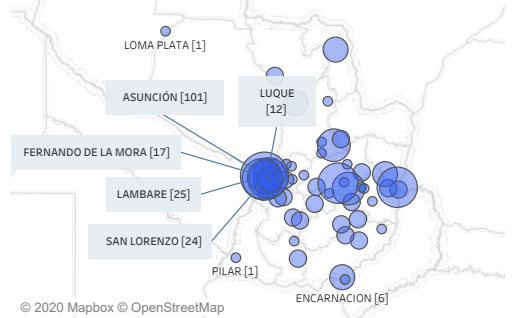 LOMA PLATA [1]
ASUNCIÓN [101]
LUQUE
[12]
FERNANDO DE LA MORA [17]
LAMBARE [25]
SAN LORENZO [24]
PILAR [1]
ENCARNACION [6]
© 2020 Mapbox © OpenStreetMap